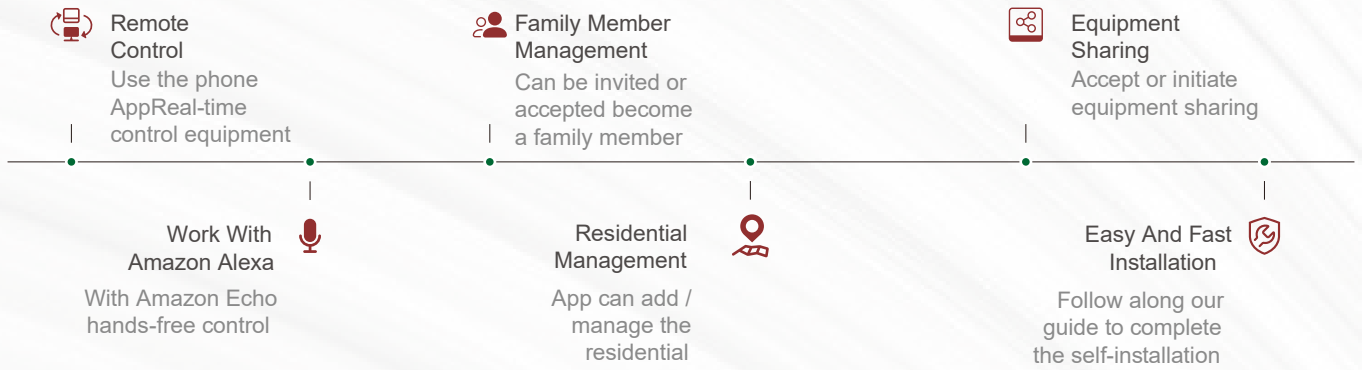 Remote
Control
Use the phone
AppReal-time
control equipment
Family Member
Management
Can be invited or
accepted become
a family member
Equipment
Sharing
Accept or initiate
equipment sharing
Work With
Amazon Alexa
With Amazon Echo
hands-free control
Residential
Management
App can add /
manage the
residential
Easy And Fast
Installation
Follow along our
guide to complete
the self-installation